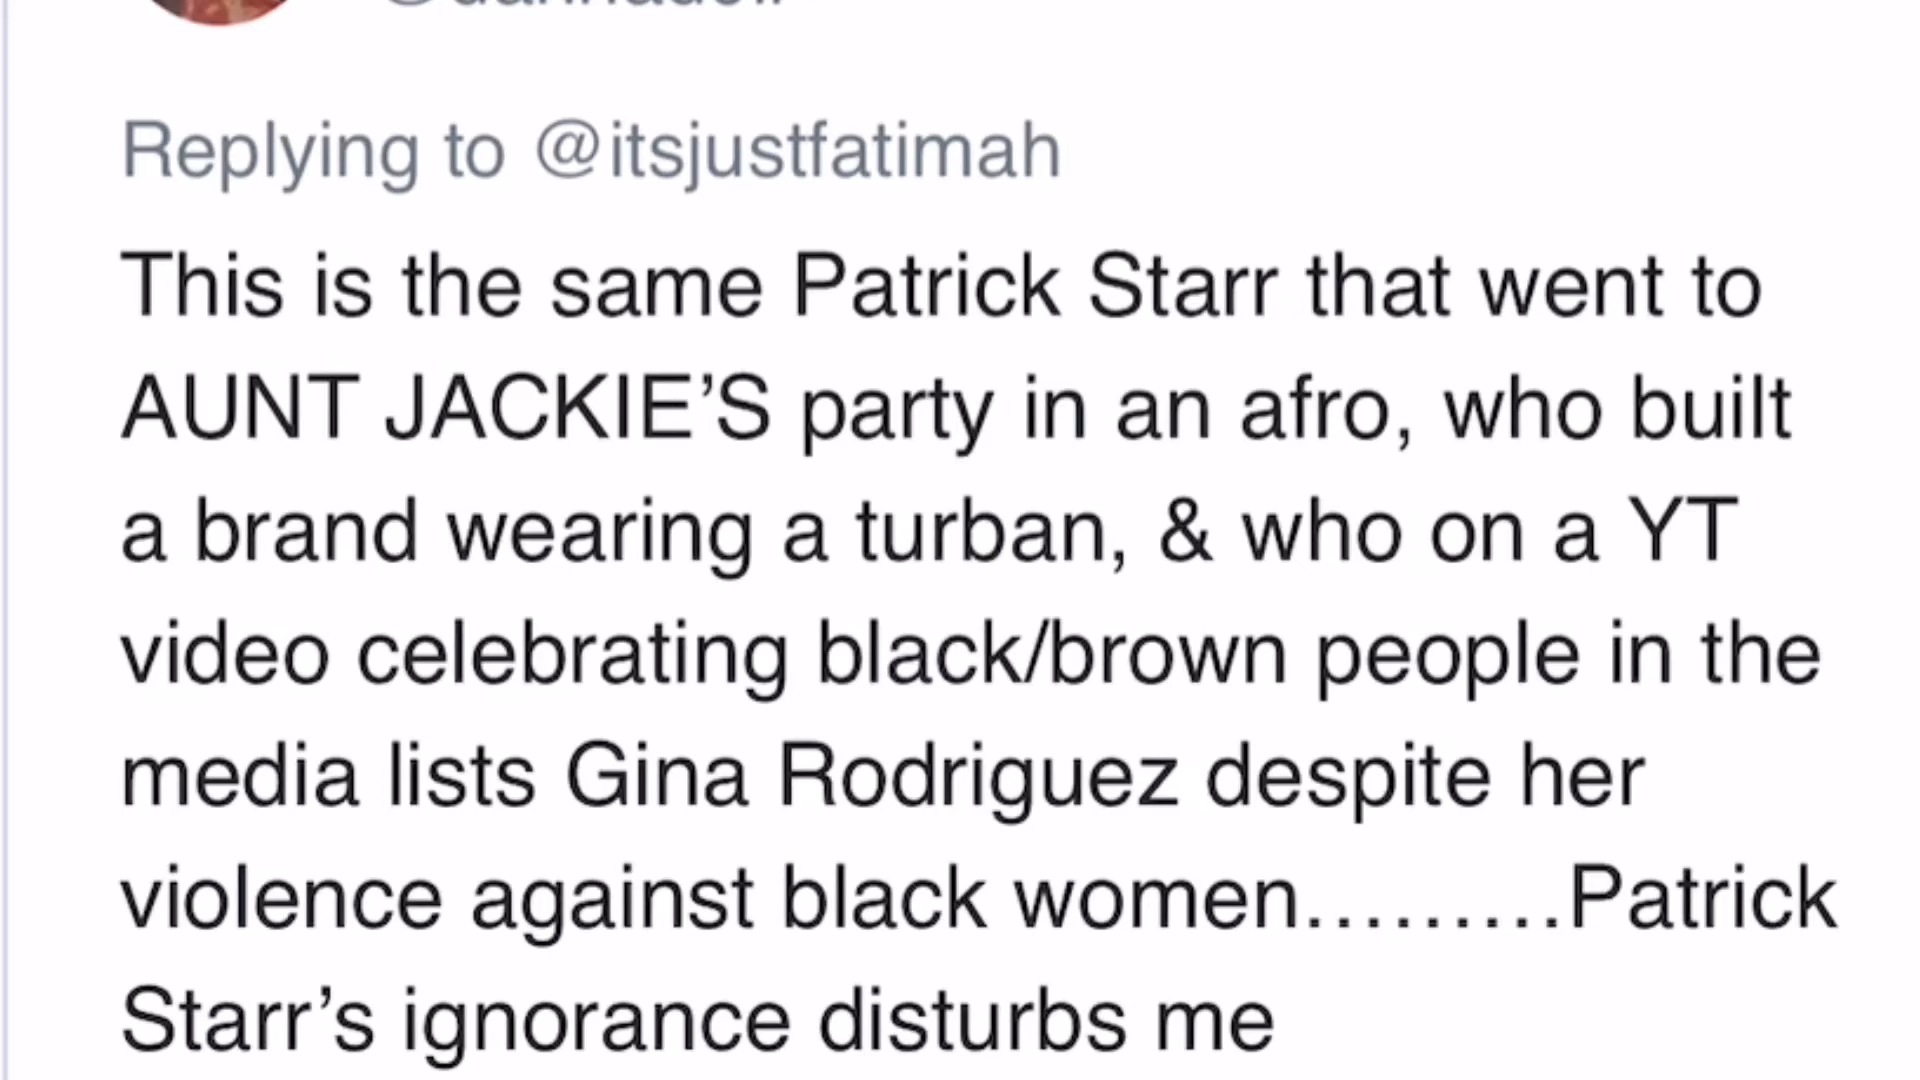 Replying to @itsjustfatimah
This is the same Patrick Starr that went to
AUNT JACKIE’S party in an afro, who built
a brand wearing a turban, & who on a YT
video celebrating black/brown people in the
media lists Gina Rodriguez despite her
violence against black women.........Patrick
Starr’s ignorance disturbs me